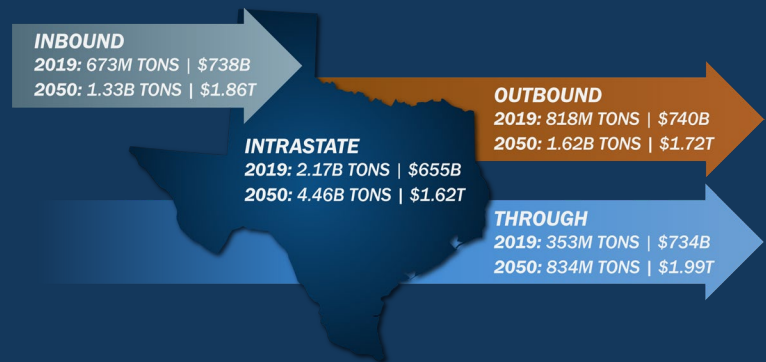 INBOUND
2019: 673M TONS | $738B
2050: 1.33B TONS | $1.86T
OUTBOUND
2019: 818M TONS | $740B
2050: 1.62B TONS | $1.72T
INTRASTATE
2019: 2.17B TONS | $655B
2050: 4.46B TONS | $1.62T
THROUGH
2019: 353M TONS | $734B
2050: 834M TONS | $1.99T